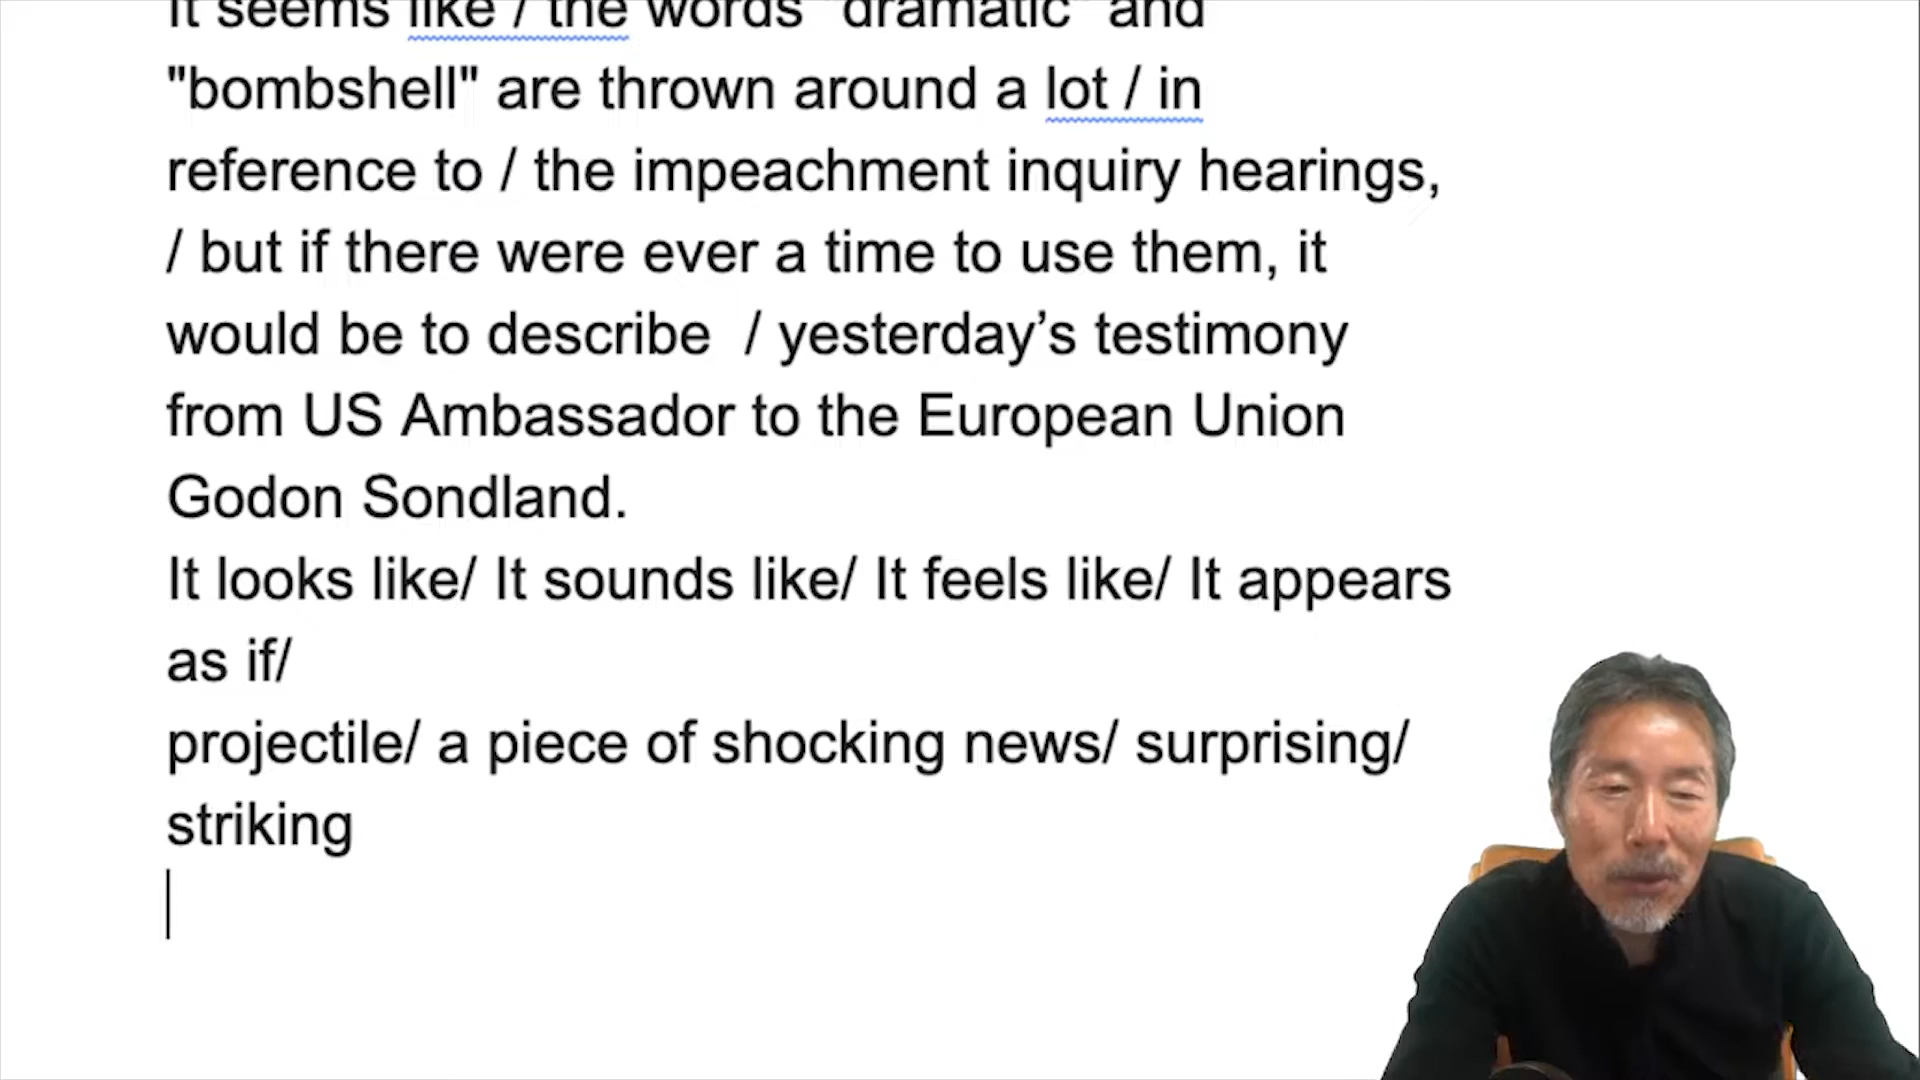 It seems like / the words "dramatic" and
"bombshell" are thrown around a lot / in
reference to / the impeachment inquiry hearings,
/ but if there were ever a time to use them, it
would be to describe  / yesterday’s testimony
from US Ambassador to the European Union
Godon Sondland.
It looks like/ It sounds like/ It feels like/ It appears
as if/
projectile/ a piece of shocking news/ surprising/
striking